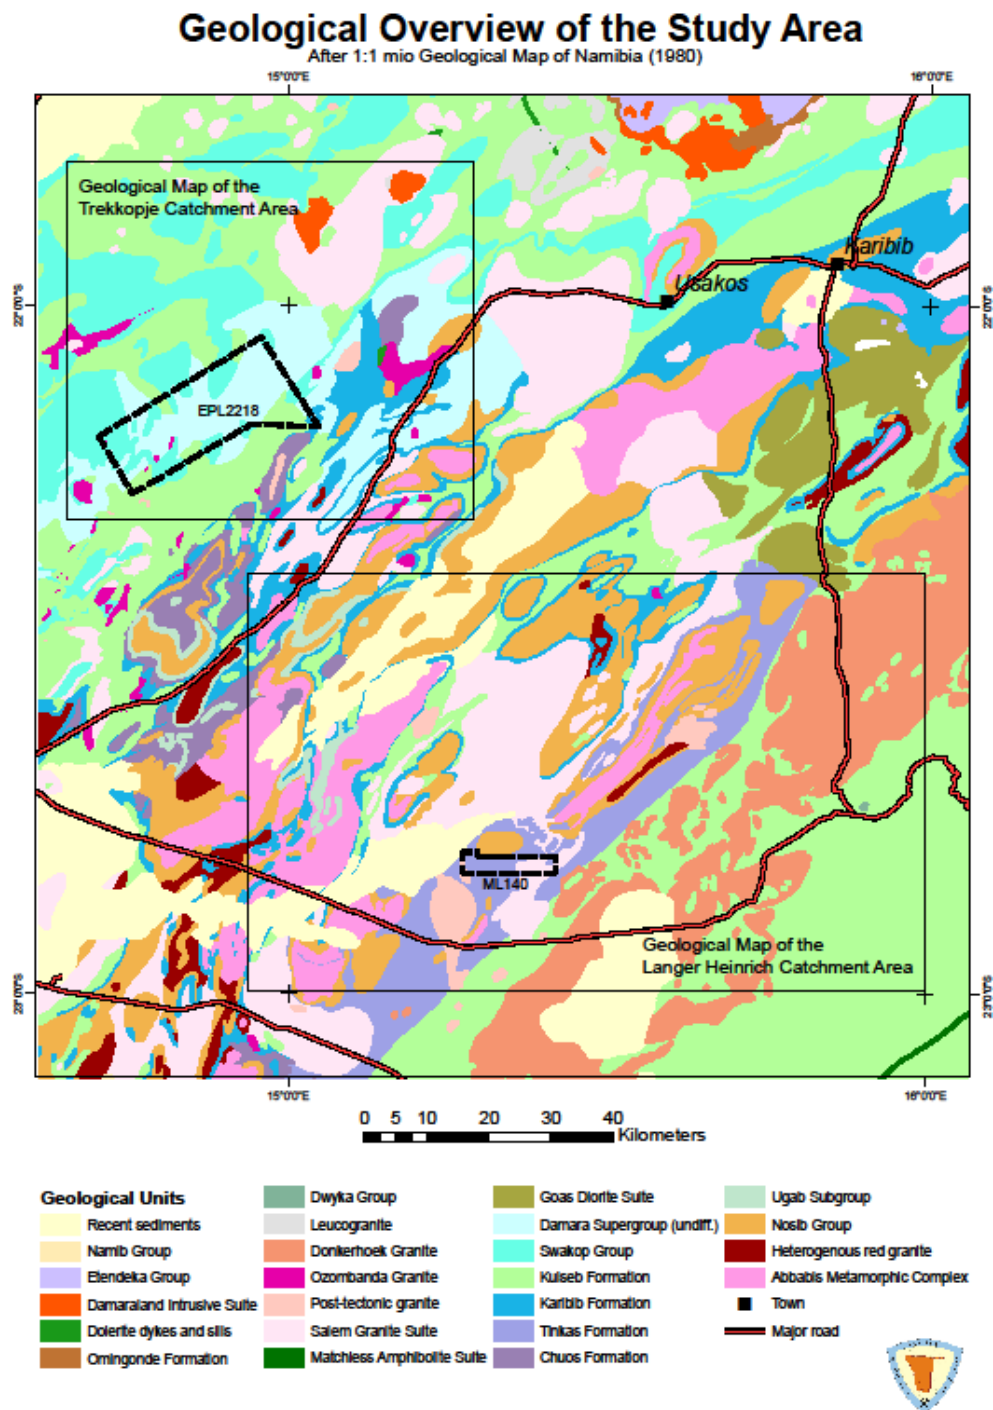 Geological Overview of the Study Area
After 1:1 mio Geological Map of Namibia (1980)
15°0'0"E
16°0'0"E
Geological Map of the
Trekkopje Catchment Area
Karibib
Usakos
22°0'0"S
22°0'0"S
EPL2218
ML140
Geological Map of the
Langer Heinrich Catchment Area
23°0'0"S
23°0'0"S
15°0'0"E
16°0'0"E
0 5 10 20 30 40
Kilometers
Geological Units
Recent sediments
Namib Group
Etendeka Group
Damaraland Intrusive Suite
Dolerite dykes and sills
Omingonde Formation
Dwyka Group
Leucogranite
Donkerhoek Granite
Ozombanda Granite
Post-tectonic granite
Salem Granite Suite
Matchless Amphibolite Suite
Goas Diorite Suite
Damara Supergroup (undiff.)
Swakop Group
Kuiseb Formation
Karibib Formation
Tinkas Formation
Chuos Formation
Ugab Subgroup
Nosib Group
Heterogenous red granite
Abbabis Metamorphic Complex
Town
Major road